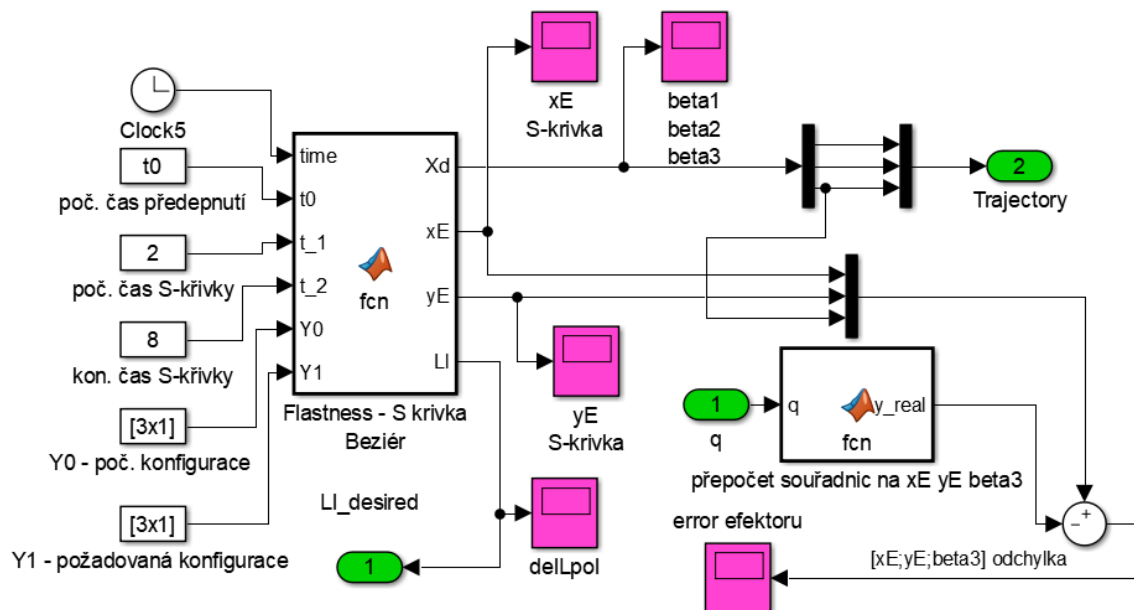 xE
S-krivka
beta1
beta2
beta3
Clock5
t0
poč. čas předepnutí
2
poč. čas S-křivky
8
kon. čas S-křivky
[3x1]
Y0 - poč. konfigurace
[3x1]
Y1 - požadovaná konfigurace
time
t0
t_1
t_2
Y0
Y1
fcn
Xd
xE
yE
LI
Flastness - S krivka
Beziér
2
Trajectory
yE
S-krivka
1
q
q
fcn
y_real
přepočet souřadnic na xE yE beta3
LI_desired
1
delLpol
error efektoru
[xE;yE;beta3] odchylka
+
−